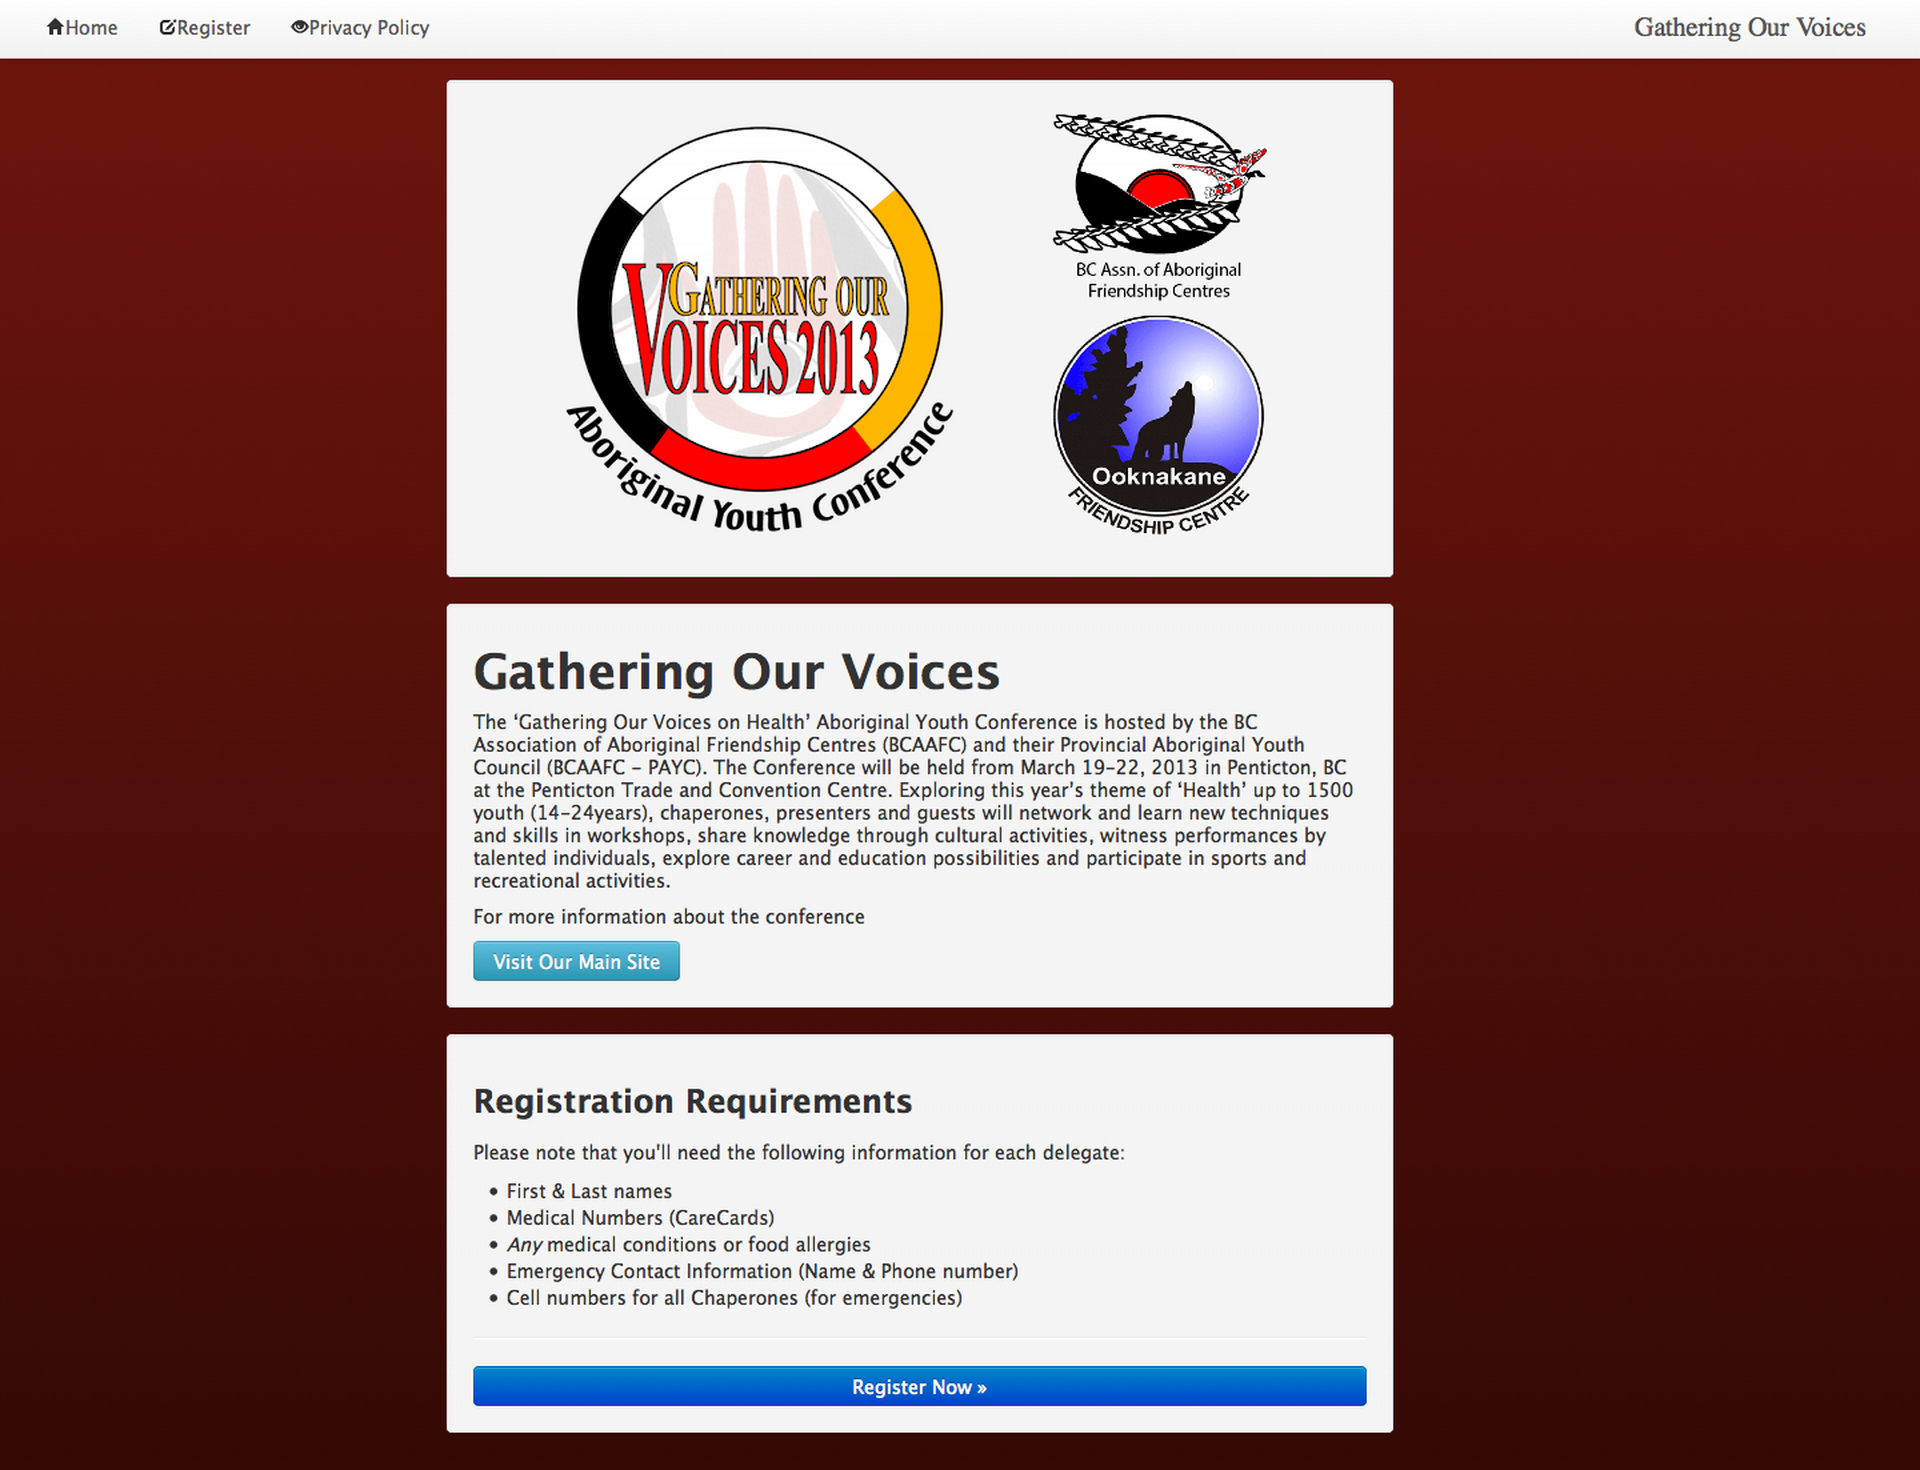 Home
Register
Privacy Policy
Gathering Our Voices
GATHERING OUR
VOICES 2013
Aboriginal Youth Conference
BC Assn. of Aboriginal
Friendship Centres
Ooknakane
FRIENDSHIP CENTRE
Gathering Our Voices
The ‘Gathering Our Voices on Health’ Aboriginal Youth Conference is hosted by the BC
Association of Aboriginal Friendship Centres (BCAAFC) and their Provincial Aboriginal Youth
Council (BCAAFC – PAYC). The Conference will be held from March 19–22, 2013 in Penticton, BC
at the Penticton Trade and Convention Centre. Exploring this year’s theme of ‘Health’ up to 1500
youth (14–24years), chaperones, presenters and guests will network and learn new techniques
and skills in workshops, share knowledge through cultural activities, witness performances by
talented individuals, explore career and education possibilities and participate in sports and
recreational activities.
For more information about the conference
Visit Our Main Site
Registration Requirements
Please note that you'll need the following information for each delegate:
• First & Last names
• Medical Numbers (CareCards)
• Any medical conditions or food allergies
• Emergency Contact Information (Name & Phone number)
• Cell numbers for all Chaperones (for emergencies)
Register Now »